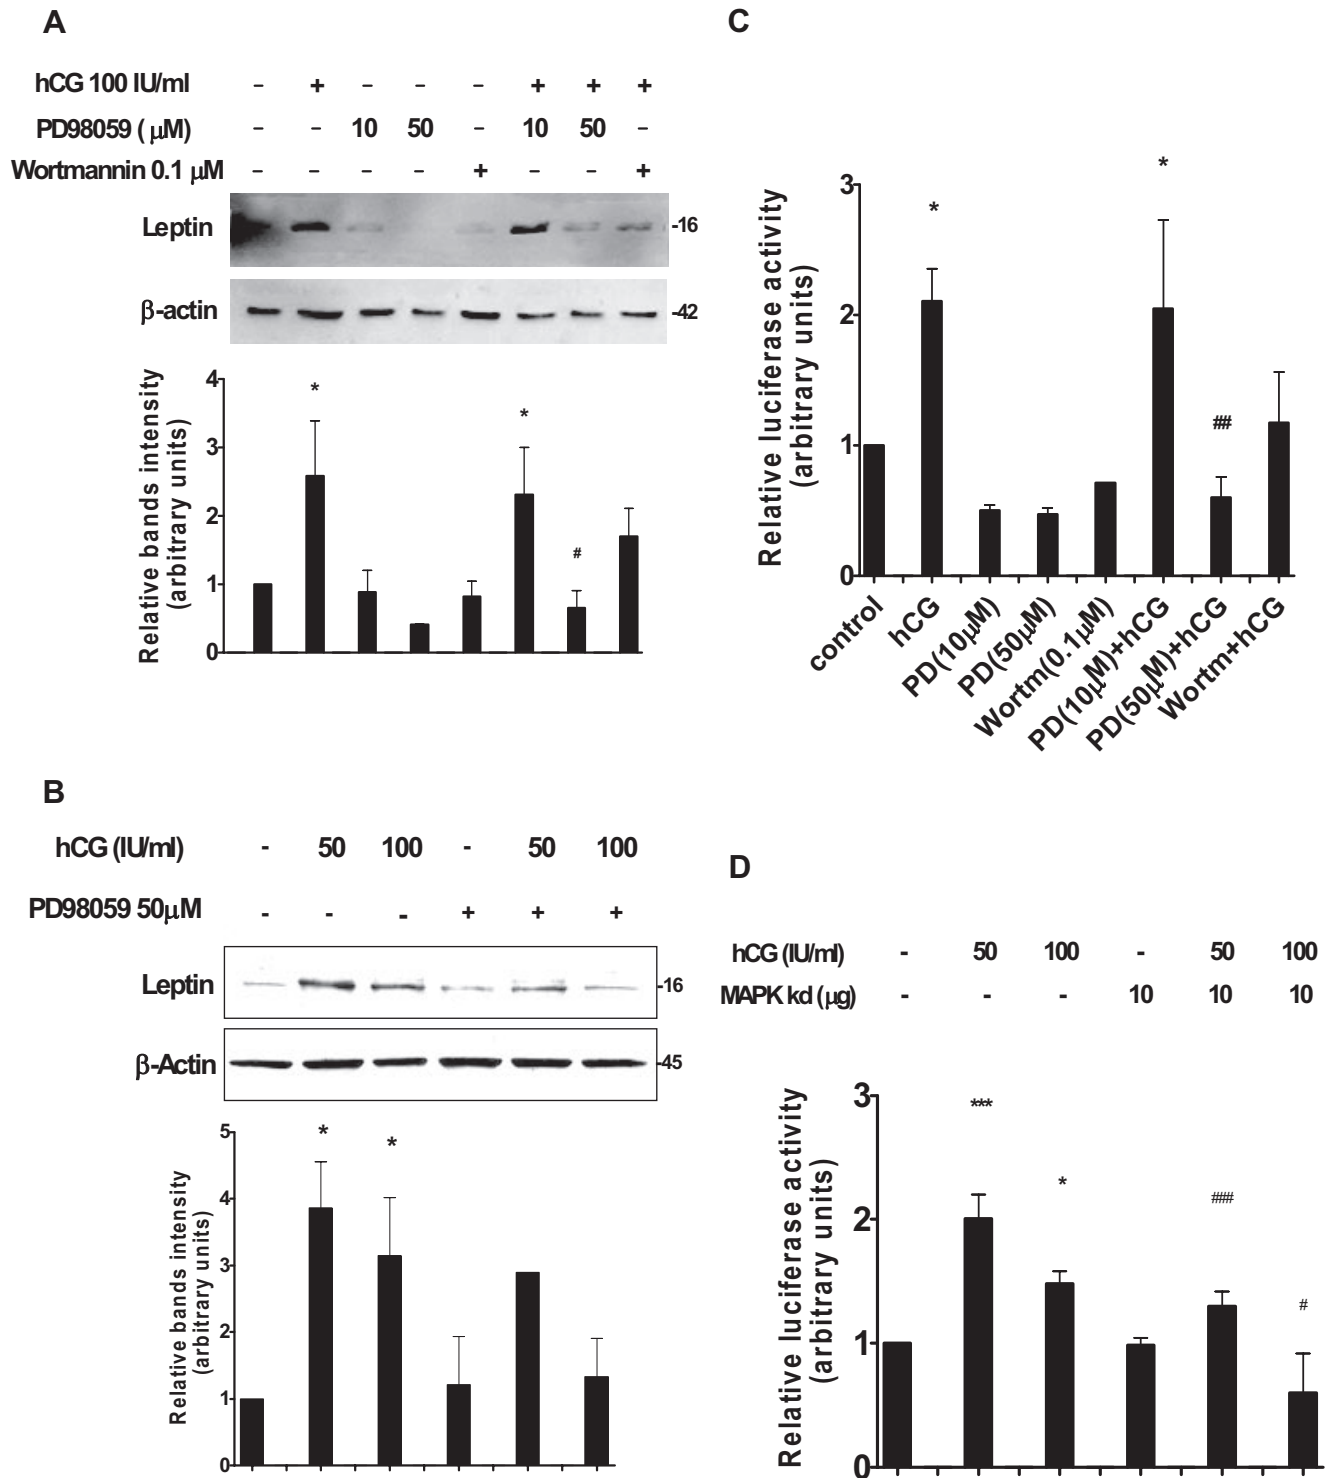 A
hCG 100 IU/ml - + - - - + + +
PD98059 ( μM) - - 10 50 - 10 50 -
Wortmannin 0.1 μM - - - - + - - +
Leptin -16
β-actin -42
Relative bands intensity
(arbitrary units)
4
3
2
1
0
* * #
B
hCG (IU/ml) - 50 100 - 50 100
PD98059 50μM - - - + + +
Leptin -16
β-Actin -45
Relative bands intensity
(arbitrary units)
5
4
3
2
1
0
* *
C
Relative luciferase activity
(arbitrary units)
3
2
1
0
* * ##
control
hCG
PD(10μM)
PD(50μM)
Wortm(0.1μM)
PD(10μM)+hCG
PD(50μM)+hCG
Wortm+hCG
D
hCG (IU/ml) - 50 100 - 50 100
MAPK kd (μg) - - - 10 10 10
Relative luciferase activity
(arbitrary units)
3
2
1
0
*** * ### #